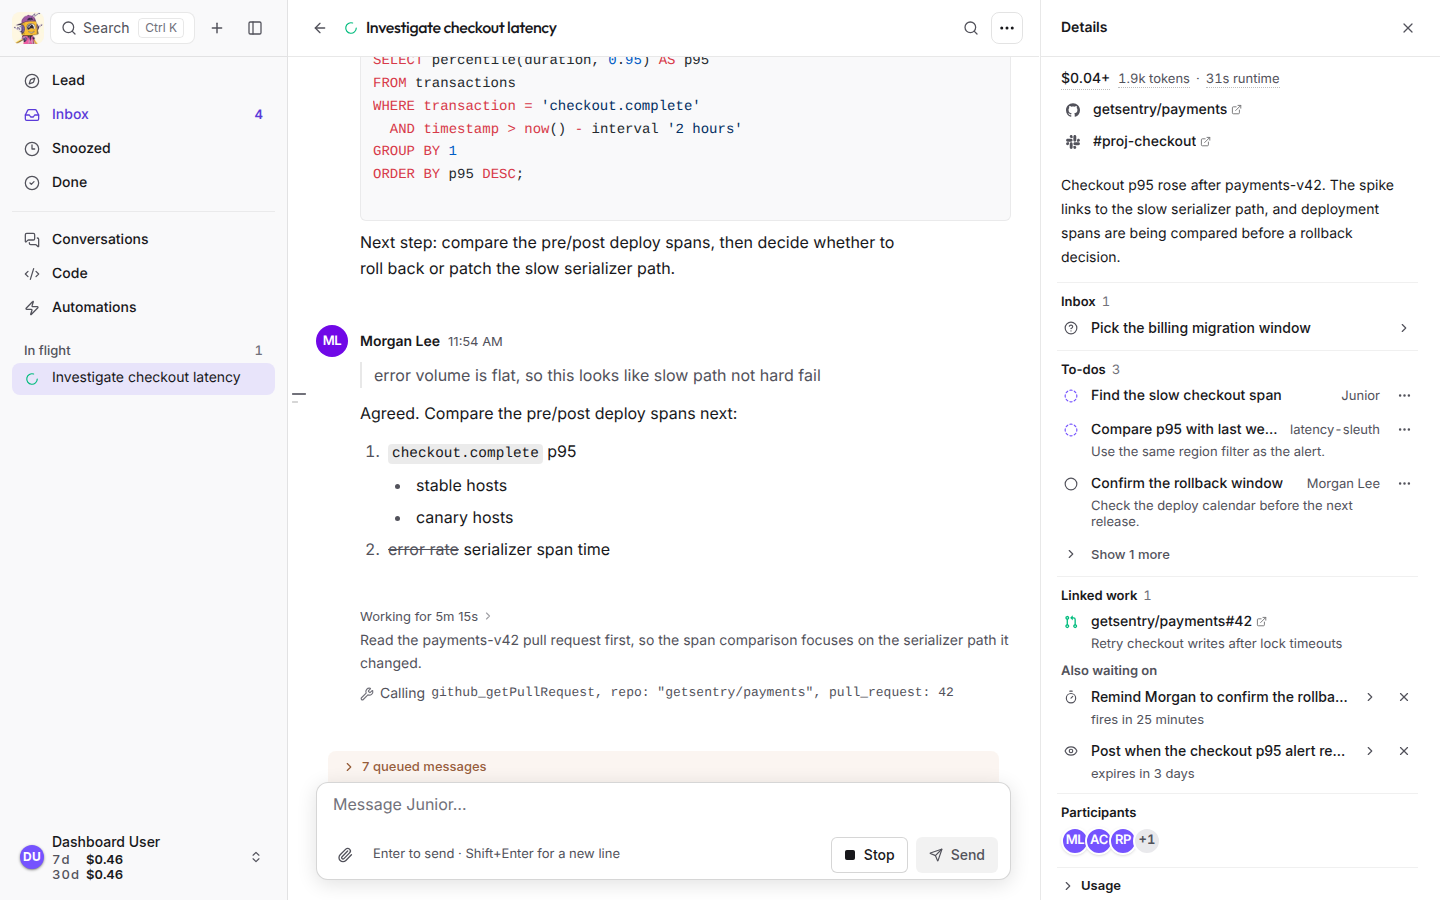 Search Ctrl K
Lead
Inbox 4
Snoozed
Done
Conversations
Code
Automations
In flight 1
Investigate checkout latency
DU Dashboard User
7d $0.46
30d $0.46
Investigate checkout latency
SELECT percentile(duration, 0.95) AS p95
FROM transactions
WHERE transaction = 'checkout.complete'
AND timestamp > now() - interval '2 hours'
GROUP BY 1
ORDER BY p95 DESC;
Next step: compare the pre/post deploy spans, then decide whether to
roll back or patch the slow serializer path.
ML Morgan Lee 11:54 AM
error volume is flat, so this looks like slow path not hard fail
Agreed. Compare the pre/post deploy spans next:
1. checkout.complete p95
• stable hosts
• canary hosts
2. error rate serializer span time
Working for 5m 15s
Read the payments-v42 pull request first, so the span comparison focuses on the serializer path it
changed.
Calling github_getPullRequest, repo: "getsentry/payments", pull_request: 42
7 queued messages
Message Junior...
Enter to send · Shift+Enter for a new line
Stop
Send
Details
$0.04+ 1.9k tokens · 31s runtime
getsentry/payments
#proj-checkout
Checkout p95 rose after payments-v42. The spike
links to the slow serializer path, and deployment
spans are being compared before a rollback
decision.
Inbox 1
Pick the billing migration window
To-dos 3
Find the slow checkout span Junior
Compare p95 with last we... latency-sleuth
Use the same region filter as the alert.
Confirm the rollback window Morgan Lee
Check the deploy calendar before the next
release.
Show 1 more
Linked work 1
getsentry/payments#42
Retry checkout writes after lock timeouts
Also waiting on
Remind Morgan to confirm the rollba...
fires in 25 minutes
Post when the checkout p95 alert re...
expires in 3 days
Participants
ML AC RP +1
Usage